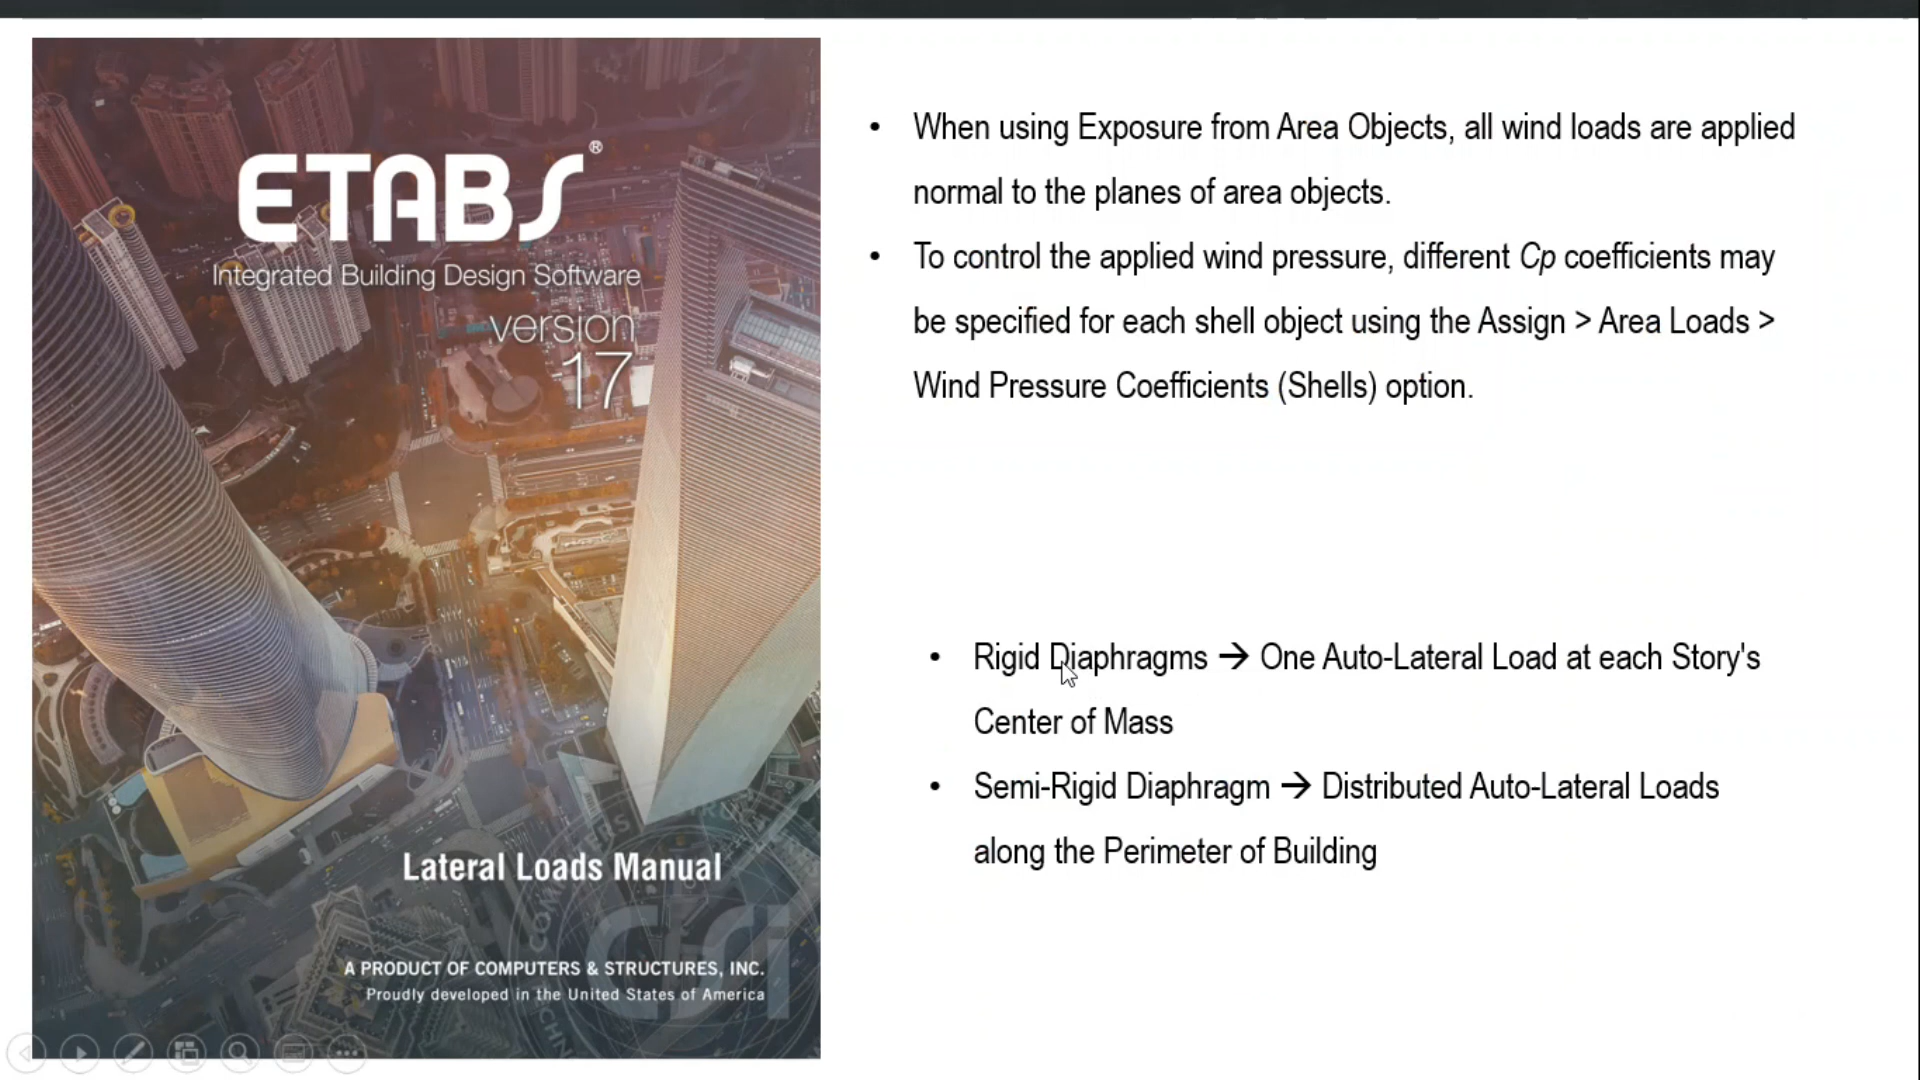 ETABS®
Integrated Building Design Software
version
17
Lateral Loads Manual
A PRODUCT OF COMPUTERS & STRUCTURES, INC.
Proudly developed in the United States of America
• When using Exposure from Area Objects, all wind loads are applied
normal to the planes of area objects.
• To control the applied wind pressure, different Cp coefficients may
be specified for each shell object using the Assign > Area Loads >
Wind Pressure Coefficients (Shells) option.
• Rigid Diaphragms → One Auto-Lateral Load at each Story's
Center of Mass
• Semi-Rigid Diaphragm → Distributed Auto-Lateral Loads
along the Perimeter of Building